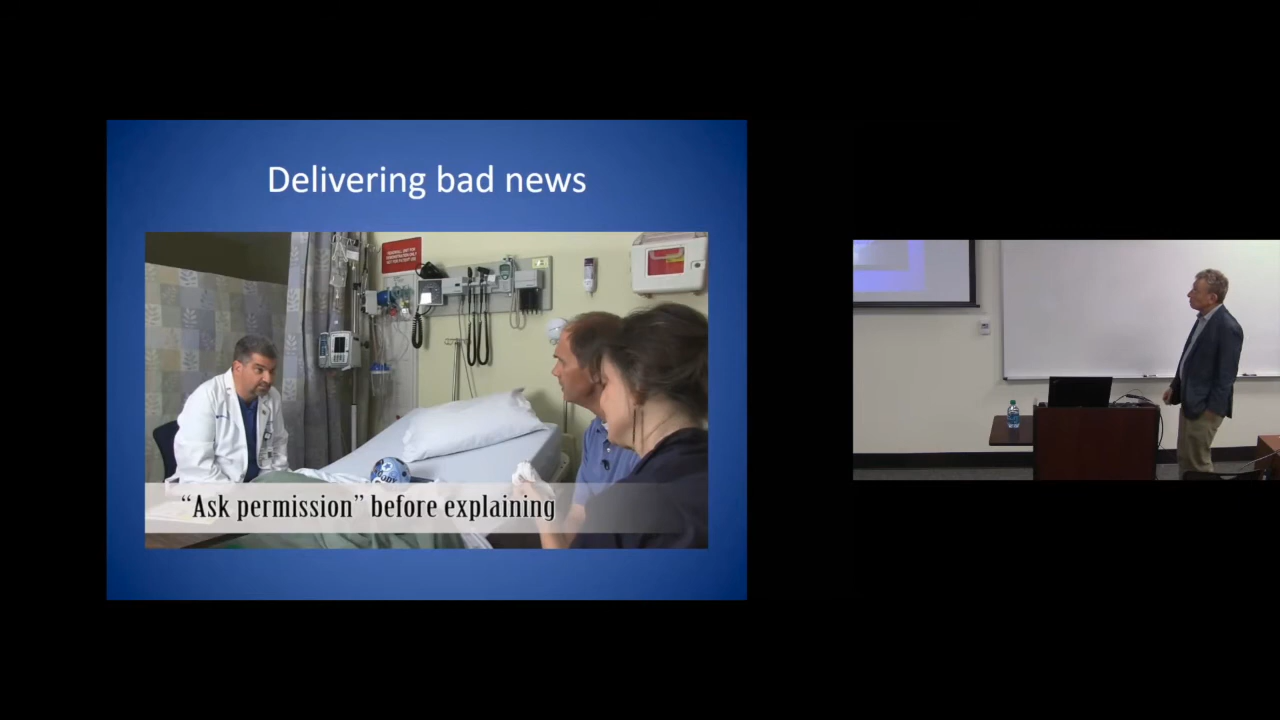 Delivering bad news
“Ask permission” before explaining